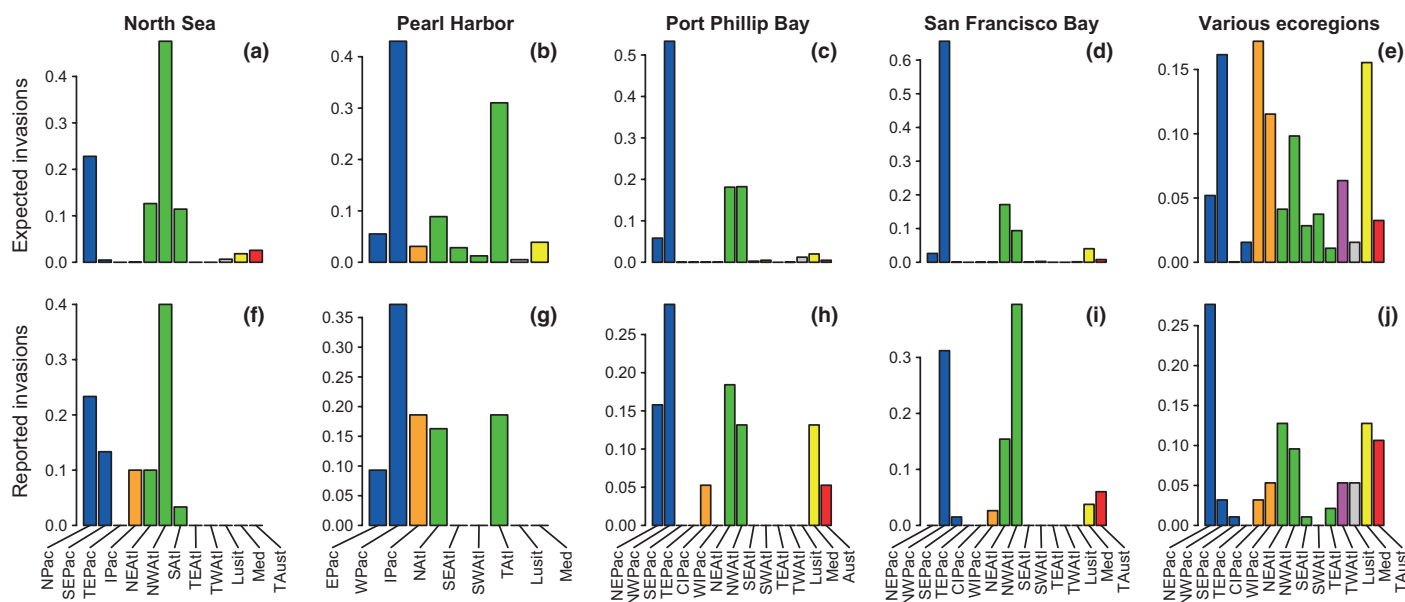 North Sea
Pearl Harbor
Port Phillip Bay
San Francisco Bay
Various ecoregions
Expected invasions
(a)
0.4
0.3
0.2
0.1
0.0
(b)
0.4
0.3
0.2
0.1
0.0
(c)
0.5
0.4
0.3
0.2
0.1
0.0
(d)
0.6
0.5
0.4
0.3
0.2
0.1
0.0
(e)
0.15
0.10
0.05
0.00
Reported invasions
(f)
0.4
0.3
0.2
0.1
0.0
NPac
SEPac
TEPac
IPac
NEAtl
NWAtl
SAtl
TEAtl
TWAtl
Lusit
Med
TAust
(g)
0.35
0.30
0.25
0.20
0.15
0.10
0.05
0.00
EPac
WPac
IPac
NAtl
SEAtl
SWAtl
TAtl
Lusit
Med
(h)
0.25
0.20
0.15
0.10
0.05
0.00
NEPac
NWPac
SEPac
TEPac
CIPac
WIPac
NEAtl
NWAtl
SEAtl
SWAtl
TEAtl
TWAtl
Lusit
Med
Aust
(i)
0.3
0.2
0.1
0
NEPac
NWPac
SEPac
TEPac
CIPac
WIPac
NEAtl
NWAtl
SEAtl
SWAtl
TEAtl
TWAtl
Lusit
Med
TAust
(j)
0.25
0.20
0.15
0.10
0.05
0.00
NEPac
NWPac
SEPac
TEPac
CIPac
WIPac
NEAtl
NWAtl
SEAtl
SWAtl
TEAtl
TWAtl
Lusit
Med
TAust